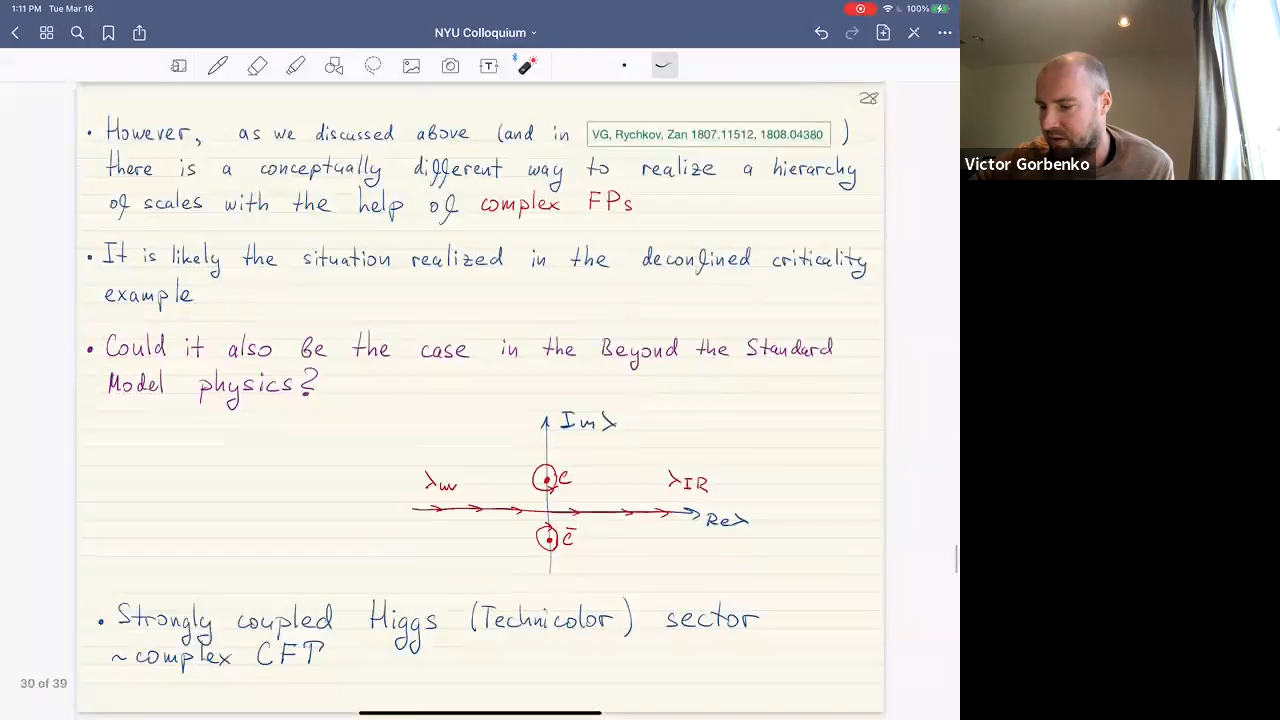 1:11 PM Tue Mar 16
100%
NYU Colloquium
T
28
• However, as we discussed above (and in VG, Rychkov, Zan 1807.11512, 1808.04380 )
there is a conceptually different way to realize a hierarchy
of scales with the help of complex FPs
• It is likely the situation realized in the deconfined criticality
example
• Could it also be the case in the Beyond the Standard
Model physics?
Im λ
λ_UV
C
λ_IR
Re λ
C̄
• Strongly coupled Higgs (Technicolor) sector
~ complex CFT
30 of 39
Victor Gorbenko